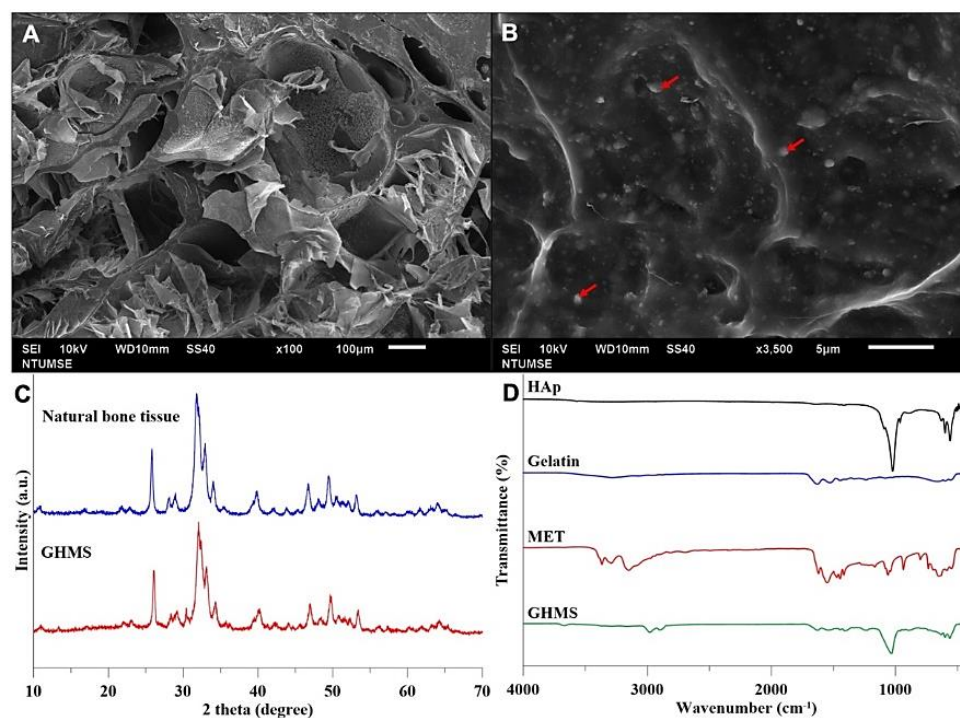 A
SEI 10kV WD10mm SS40 x100 100µm
NTUMSE
B
SEI 10kV WD10mm SS40 x3,500 5µm
NTUMSE
C
Natural bone tissue
GHMS
Intensity (a.u.)
10 20 30 40 50 60 70
2 theta (degree)
D
HAp
Gelatin
MET
GHMS
Transmittance (%)
4000 3000 2000 1000
Wavenumber (cm⁻¹)